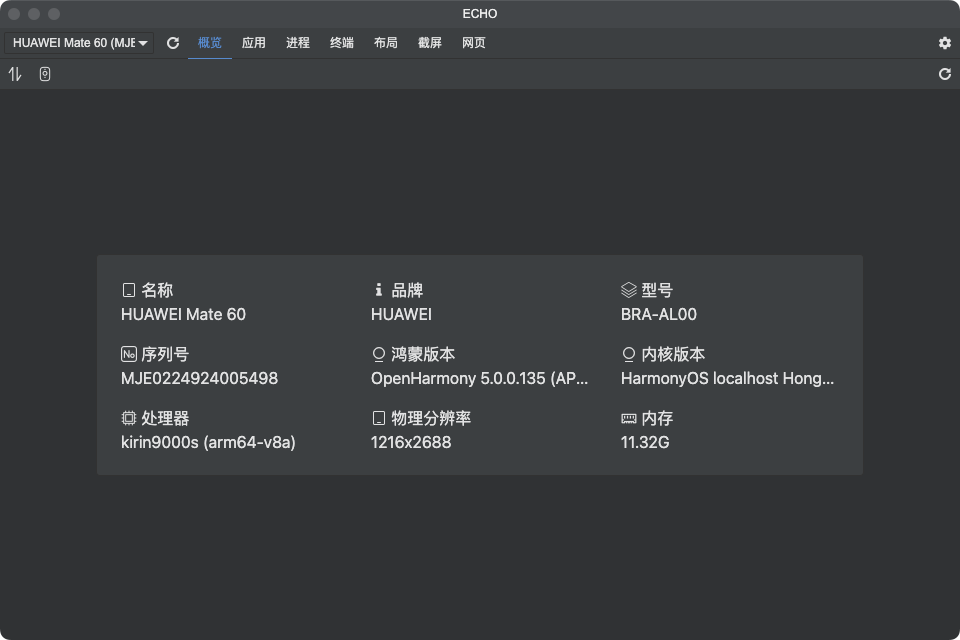 ECHO
HUAWEI Mate 60 (MJE
概览 应用 进程 终端 布局 截屏 网页
名称 品牌 型号
HUAWEI Mate 60 HUAWEI BRA-AL00
No 序列号 鸿蒙版本 内核版本
MJE0224924005498 OpenHarmony 5.0.0.135 (AP... HarmonyOS localhost Hong...
处理器 物理分辨率 内存
kirin9000s (arm64-v8a) 1216x2688 11.32G